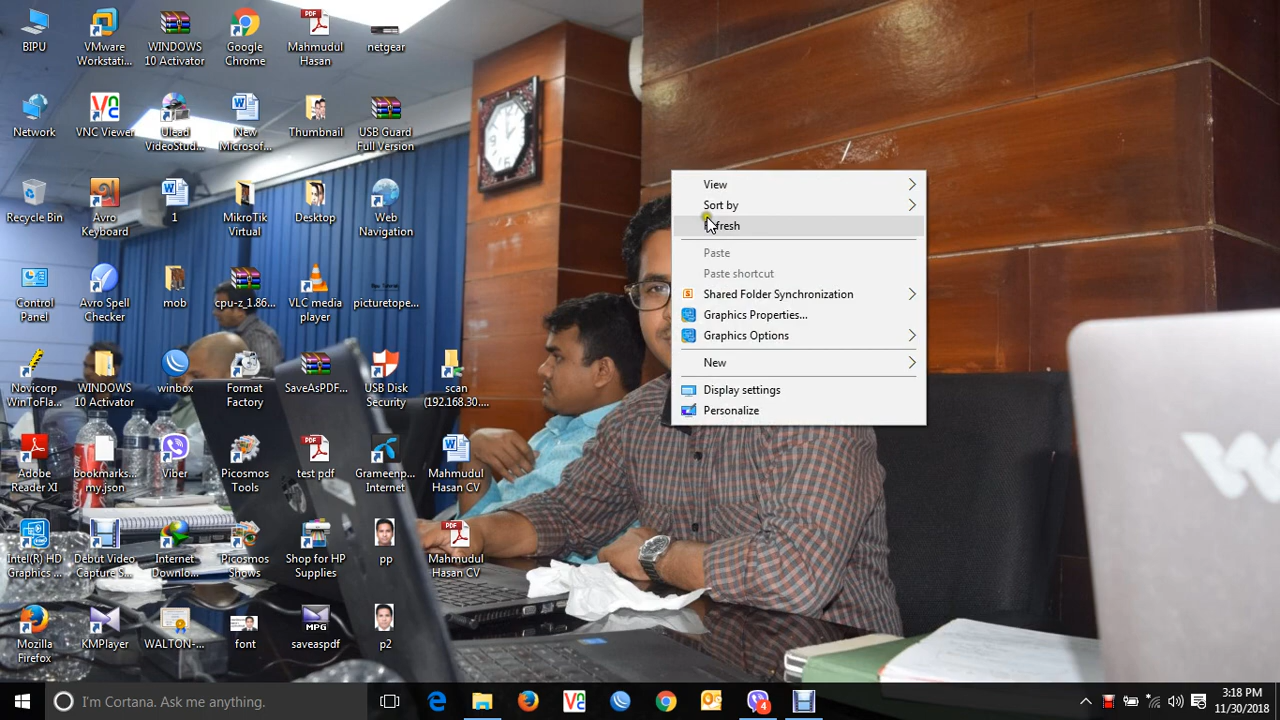 BIPU
VMware
Workstati...
WINDOWS
10 Activator
Google
Chrome
Mahmudul
Hasan
netgear
Network
VNC Viewer
Ulead
VideoStud...
New
Microsof...
Thumbnail
USB Guard
Full Version
Recycle Bin
Avro
Keyboard
1
MikroTik
Virtual
Desktop
Web
Navigation
Control
Panel
Avro Spell
Checker
mob
cpu-z_1.86...
VLC media
player
picturetope...
Novicorp
WinToFla...
WINDOWS
10 Activator
winbox
Format
Factory
SaveAsPDF...
USB Disk
Security
scan
(192.168.30....
Adobe
Reader XI
bookmarks...
my.json
Viber
Picosmos
Tools
test pdf
Grameenp...
Internet
Mahmudul
Hasan CV
Intel(R) HD
Graphics ...
Debut Video
Capture S...
Internet
Downlo...
Picosmos
Shows
Shop for HP
Supplies
pp
Mahmudul
Hasan CV
Mozilla
Firefox
KMPlayer
WALTON-...
font
saveaspdf
p2
View
Sort by
Refresh
Paste
Paste shortcut
Shared Folder Synchronization
Graphics Properties...
Graphics Options
New
Display settings
Personalize
I'm Cortana. Ask me anything.
4
3:18 PM
11/30/2018